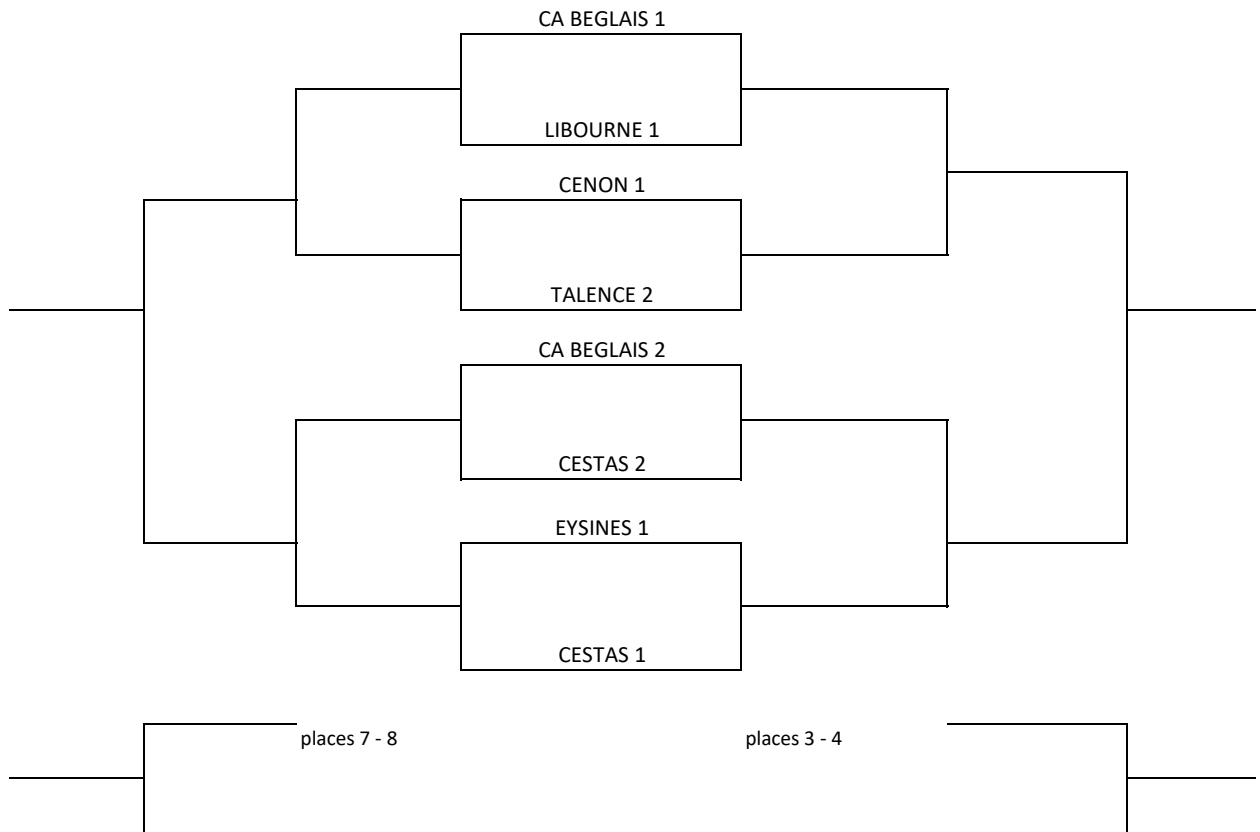 CA BEGLAIS 1
LIBOURNE 1
CENON 1
TALENCE 2
CA BEGLAIS 2
CESTAS 2
EYSINES 1
CESTAS 1
places 7 - 8
places 3 - 4